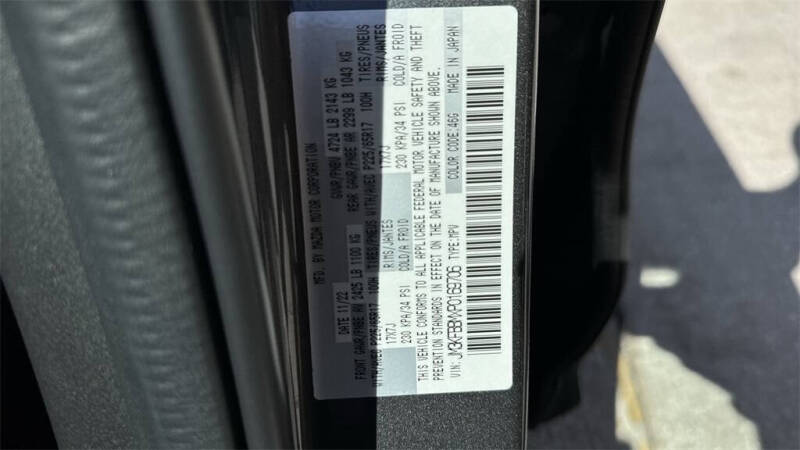 MFD. BY MAZDA MOTOR CORPORATION
DATE 11/22 GVWR/PNBV 4724 LB 2143 KG
FRONT GAWR/PNBE AV 2425 LB 1100 KG REAR GAWR/PNBE AR 2299 LB 1043 KG
WITH/AVEC P225/65R17 100H TIRES/PNEUS WITH/AVEC P225/65R17 100H TIRES/PNEUS
17X7J RIMS/JANTES 17X7J RIMS/JANTES
230 KPA/34 PSI COLD/A FROID 230 KPA/34 PSI COLD/A FROID
THIS VEHICLE CONFORMS TO ALL APPLICABLE FEDERAL MOTOR VEHICLE SAFETY AND THEFT
PREVENTION STANDARDS IN EFFECT ON THE DATE OF MANUFACTURE SHOWN ABOVE.
COLOR CODE:46G MADE IN JAPAN
VIN: TYPE:MPV